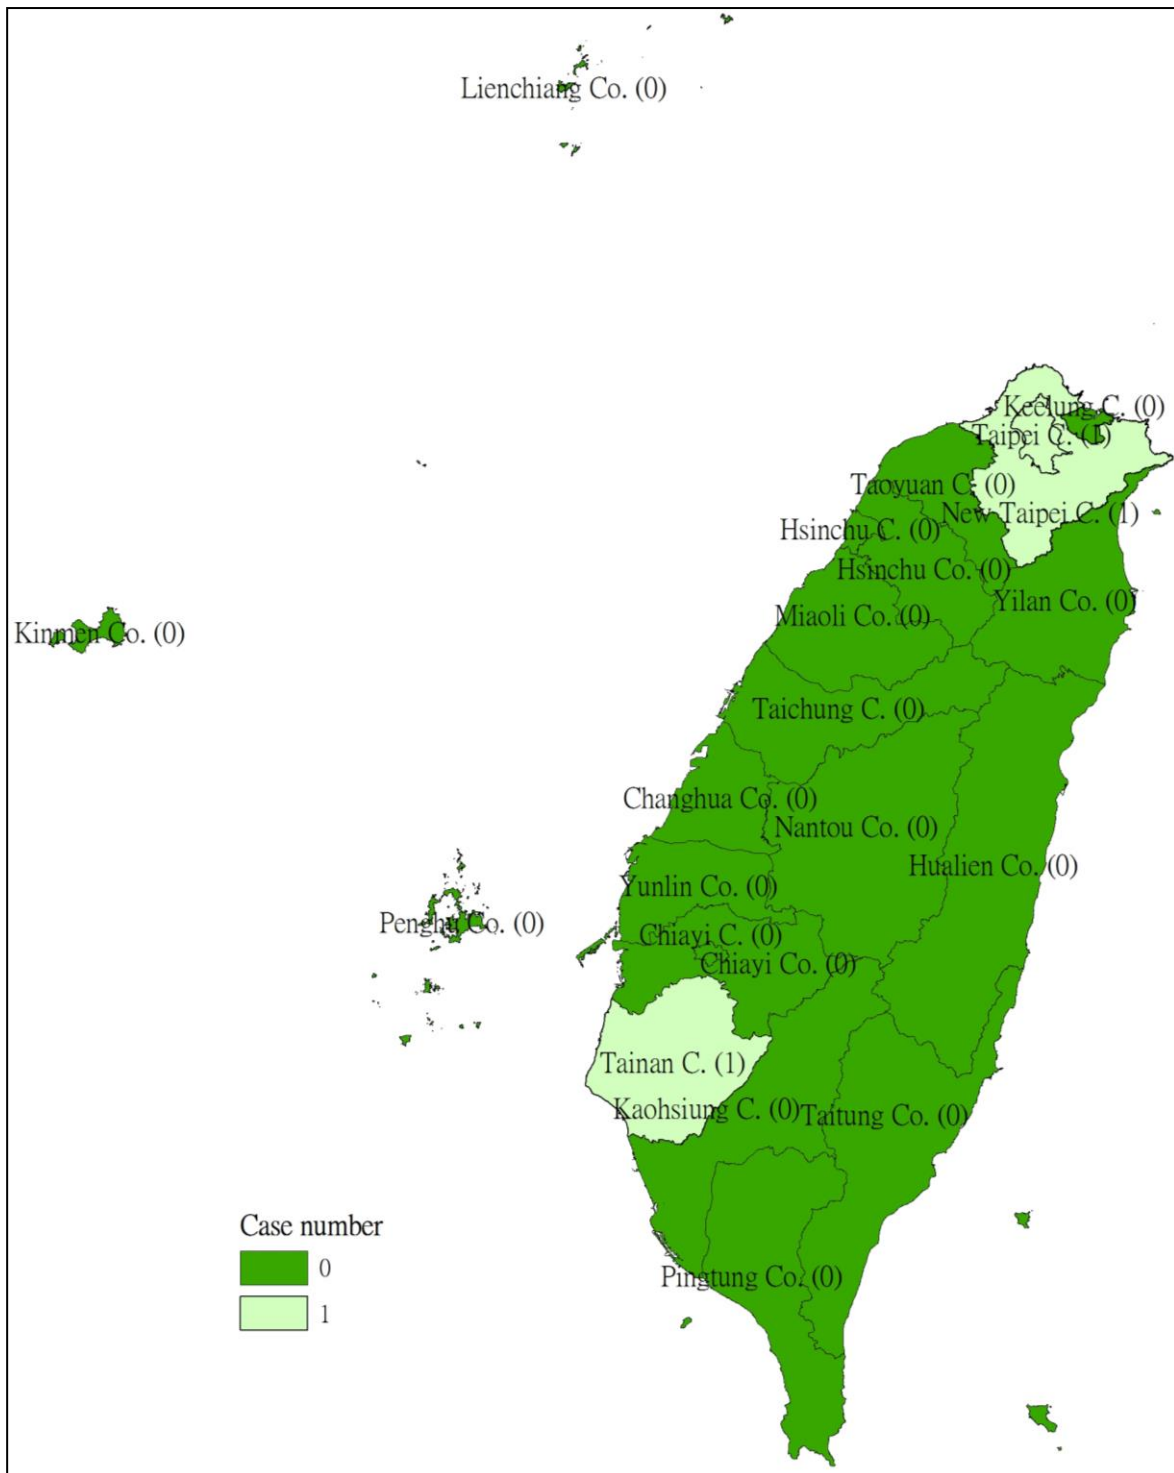 Lienchiang Co. (0)
Keelung C. (0)
Taipei C. (1)
Taoyuan C. (0)
New Taipei C. (1)
Hsinchu C. (0)
Hsinchu Co. (0)
Yilan Co. (0)
Miaoli Co. (0)
Kinmen Co. (0)
Taichung C. (0)
Changhua Co. (0)
Nantou Co. (0)
Hualien Co. (0)
Yunlin Co. (0)
Penghu Co. (0)
Chiayi C. (0)
Chiayi Co. (0)
Tainan C. (1)
Kaohsiung C. (0)
Taitung Co. (0)
Case number
0
1
Pingtung Co. (0)